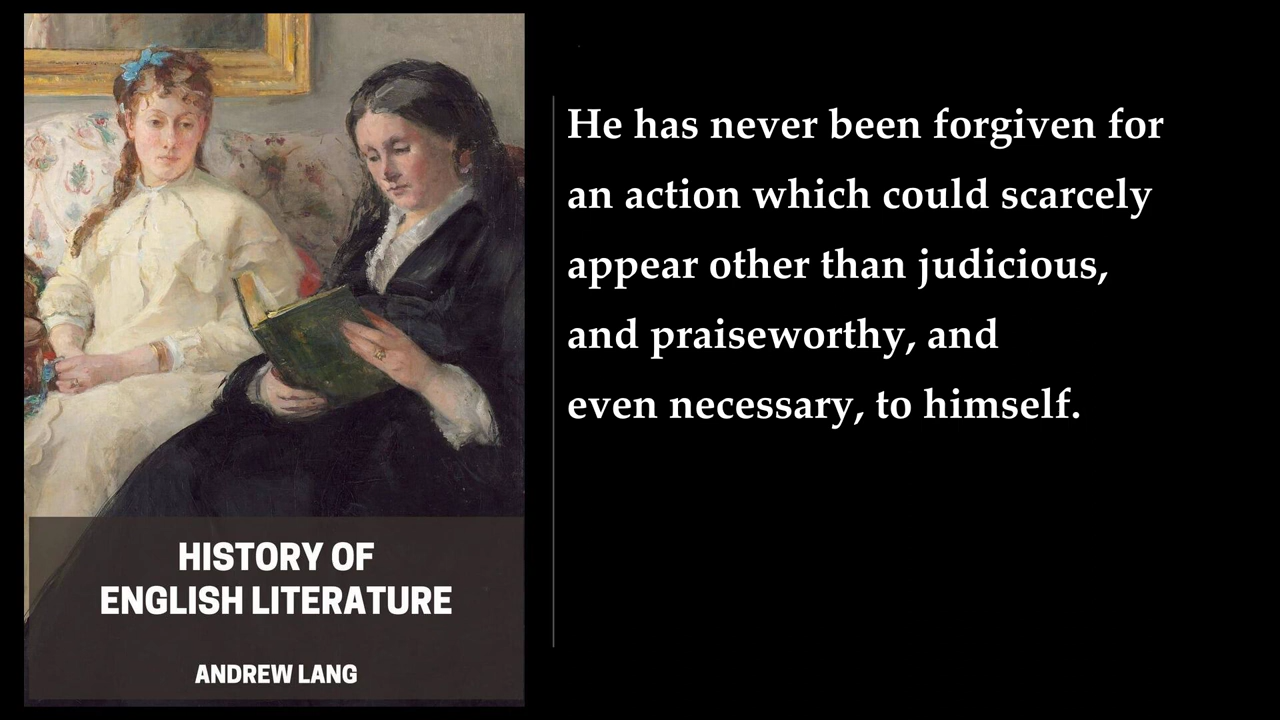 He has never been forgiven for
an action which could scarcely
appear other than judicious,
and praiseworthy, and
even necessary, to himself.
HISTORY OF
ENGLISH LITERATURE
ANDREW LANG